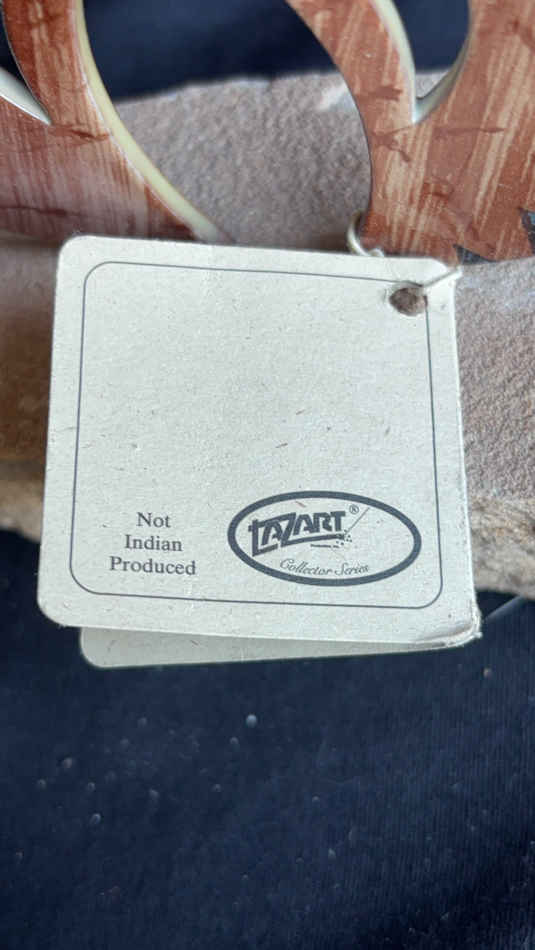 Not
Indian
Produced
LAZART®
Collector Series